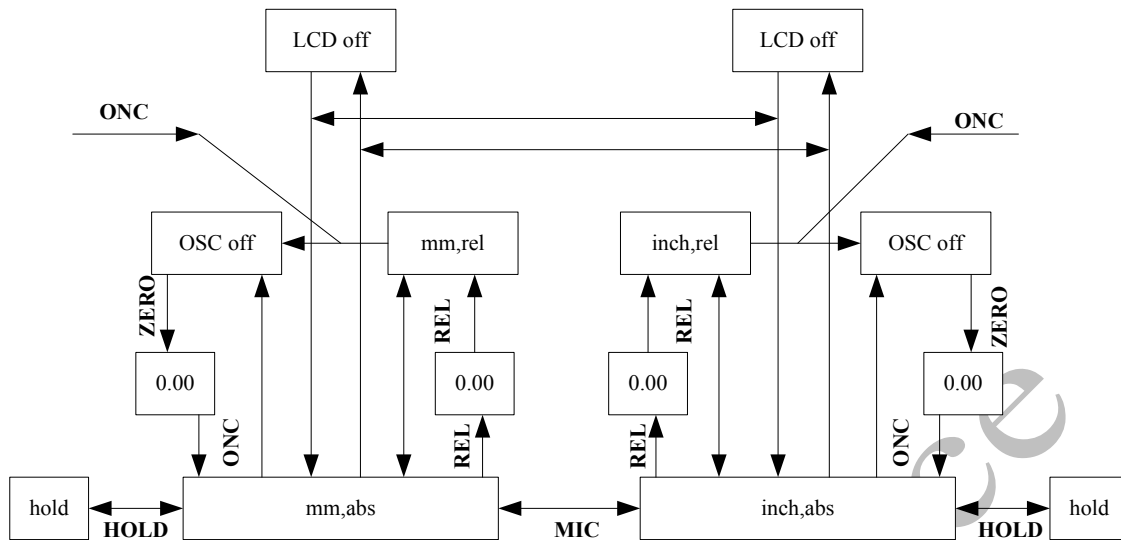 LCD off
LCD off
ONC
ONC
OSC off
mm,rel
inch,rel
OSC off
ZERO
REL
REL
ZERO
0.00
0.00
0.00
0.00
ONC
REL
REL
ONC
hold
mm,abs
inch,abs
hold
HOLD
MIC
HOLD
ce